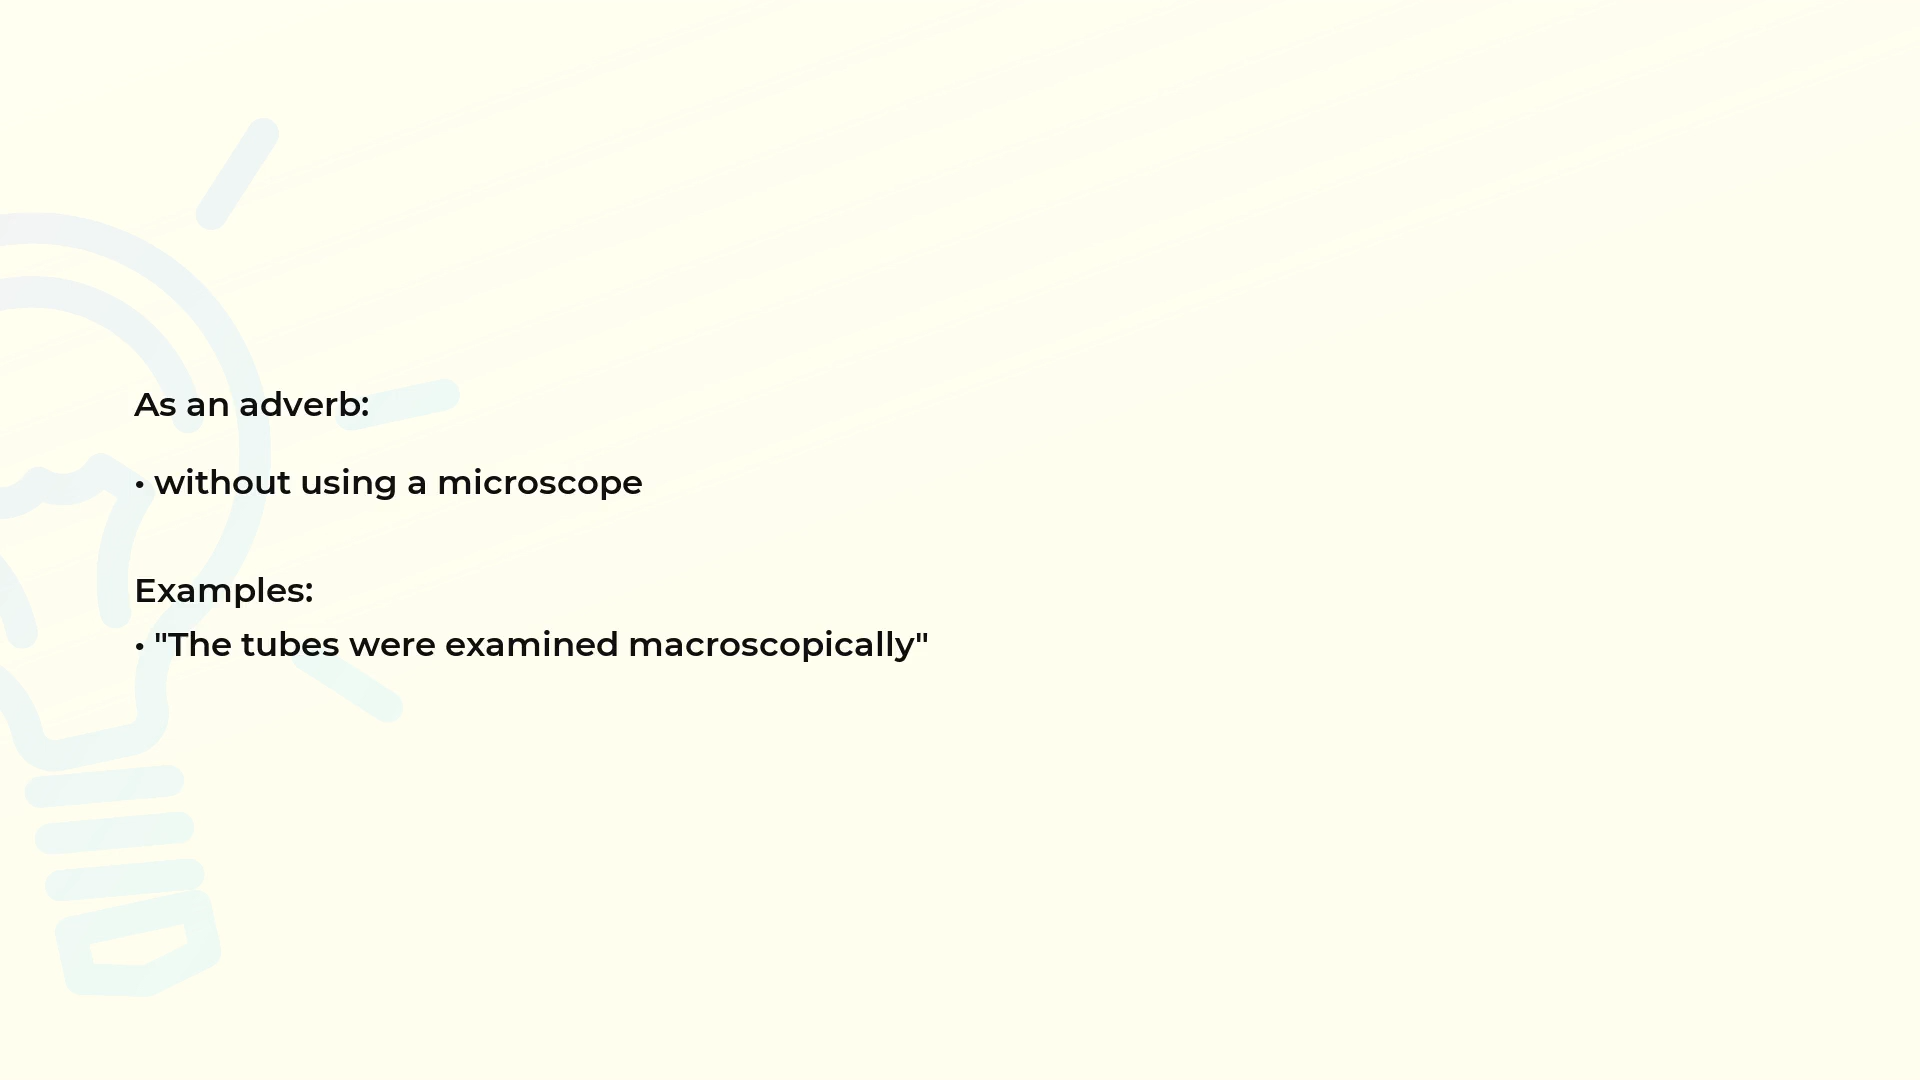 As an adverb:
• without using a microscope
Examples:
• "The tubes were examined macroscopically"